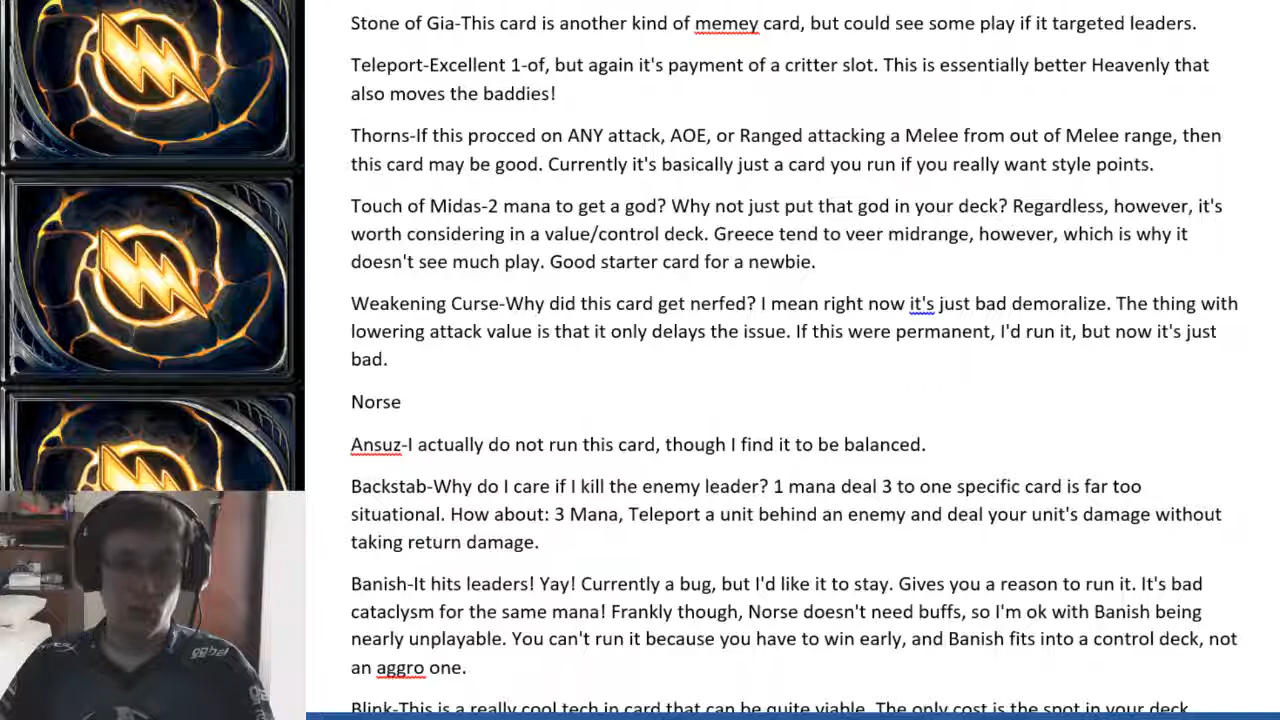 Stone of Gia-This card is another kind of memey card, but could see some play if it targeted leaders.
Teleport-Excellent 1-of, but again it's payment of a critter slot. This is essentially better Heavenly that
also moves the baddies!
Thorns-If this procced on ANY attack, AOE, or Ranged attacking a Melee from out of Melee range, then
this card may be good. Currently it's basically just a card you run if you really want style points.
Touch of Midas-2 mana to get a god? Why not just put that god in your deck? Regardless, however, it's
worth considering in a value/control deck. Greece tend to veer midrange, however, which is why it
doesn't see much play. Good starter card for a newbie.
Weakening Curse-Why did this card get nerfed? I mean right now it's just bad demoralize. The thing with
lowering attack value is that it only delays the issue. If this were permanent, I'd run it, but now it's just
bad.
Norse
Ansuz-I actually do not run this card, though I find it to be balanced.
Backstab-Why do I care if I kill the enemy leader? 1 mana deal 3 to one specific card is far too
situational. How about: 3 Mana, Teleport a unit behind an enemy and deal your unit's damage without
taking return damage.
Banish-It hits leaders! Yay! Currently a bug, but I'd like it to stay. Gives you a reason to run it. It's bad
cataclysm for the same mana! Frankly though, Norse doesn't need buffs, so I'm ok with Banish being
nearly unplayable. You can't run it because you have to win early, and Banish fits into a control deck, not
an aggro one.
Blink-This is a really cool tech in card that can be quite viable. The only cost is the spot in your deck